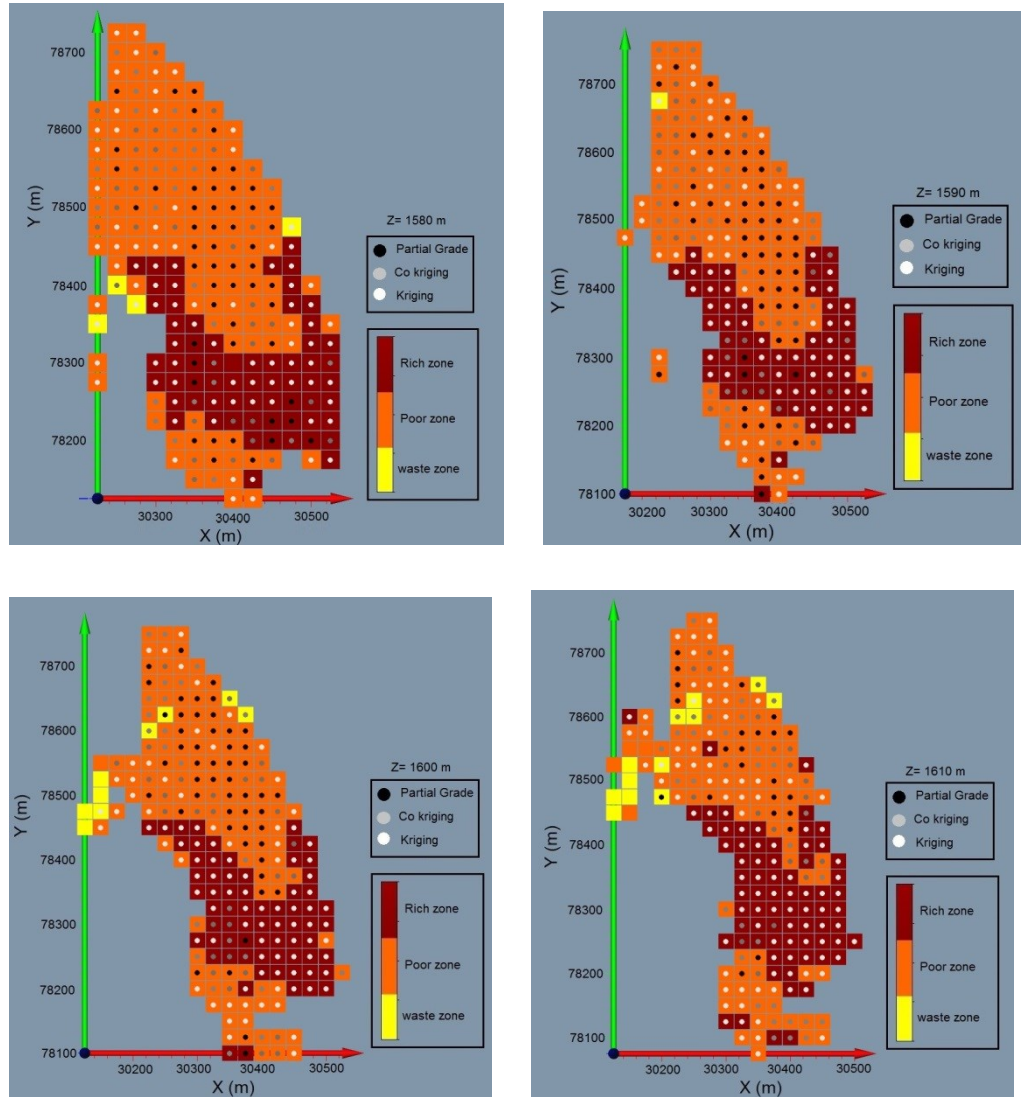 78700
78600
78500
78400
78300
78200
Y (m)
30300
30400
30500
X (m)
Z= 1580 m
Partial Grade
Co kriging
Kriging
Rich zone
Poor zone
waste zone
78700
78600
78500
78400
78300
78200
78100
Y (m)
30200
30300
30400
30500
X (m)
Z= 1590 m
Partial Grade
Co kriging
Kriging
Rich zone
Poor zone
waste zone
78700
78600
78500
78400
78300
78200
78100
Y (m)
30200
30300
30400
30500
X (m)
Z= 1600 m
Partial Grade
Co kriging
Kriging
Rich zone
Poor zone
waste zone
78700
78600
78500
78400
78300
78200
78100
Y (m)
30200
30300
30400
30500
X (m)
Z= 1610 m
Partial Grade
Co kriging
Kriging
Rich zone
Poor zone
waste zone